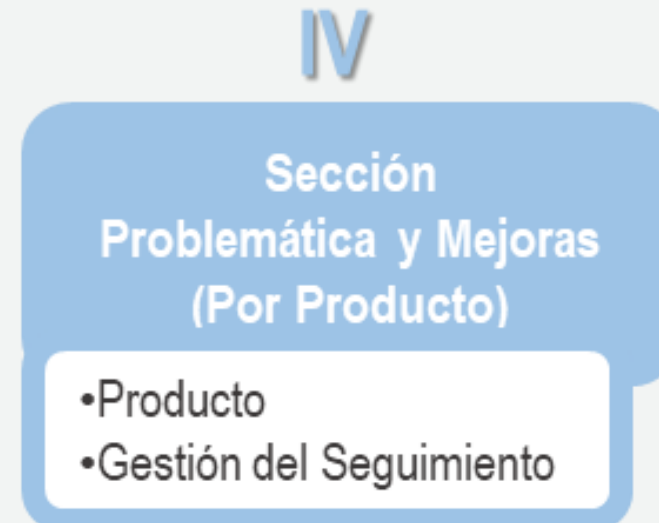 IV
Sección
Problemática y Mejoras
(Por Producto)
•Producto
•Gestión del Seguimiento